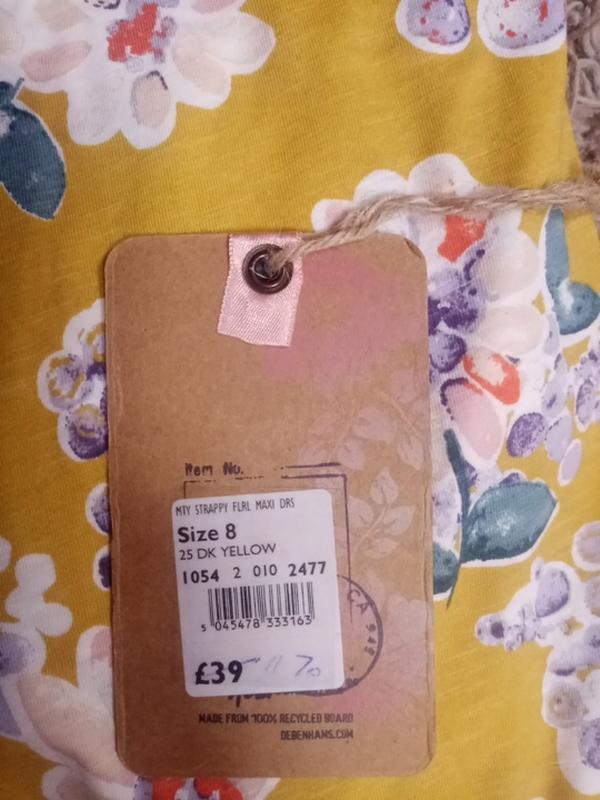 Item No.
MTY STRAPPY FLRL MAXI DRS
Size 8
25 DK YELLOW
1054 2 010 2477
5 045478 333163
£39
MADE FROM 100% RECYCLED BOARD
DEBENHAMS.COM